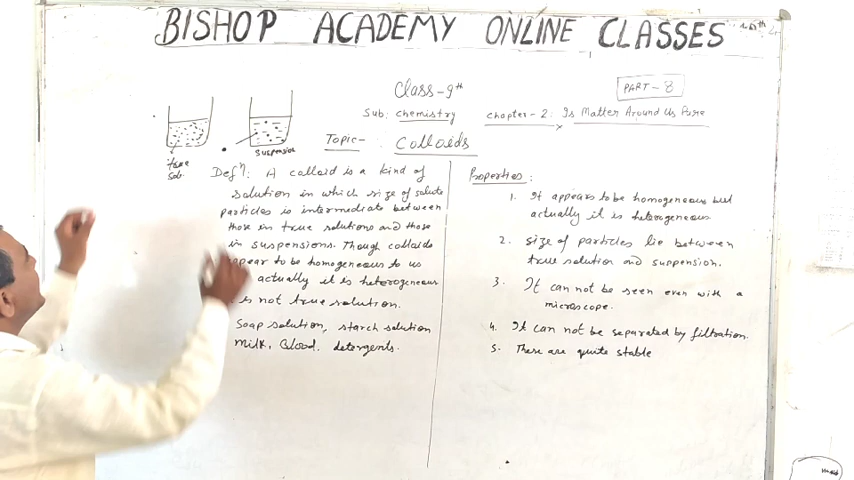 BISHOP ACADEMY ONLINE CLASSES
Class-9th
PART-8
Sub: Chemistry
Chapter-2: Is Matter Around Us Pure
Topic- Colloids
true
Sol.
suspension
Defn: A colloid is a kind of
solution in which size of solute
particles is intermediate between
those in true solutions and those
in suspensions. Though colloids
appear to be homogeneous to us
actually it is heterogeneous
is not true solution.
Soap solution, starch solution
milk, Blood, detergents.
Properties:
1. It appears to be homogeneous but
actually it is heterogeneous
2. size of particles lie between
true solution and suspension.
3. It can not be seen even with a
microscope.
4. It can not be separated by filtration.
5. These are quite stable